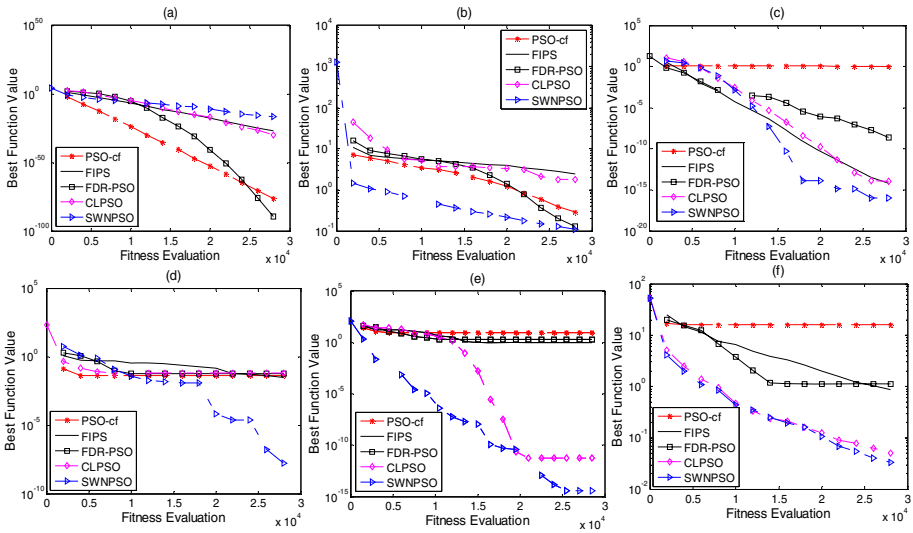 (a)
Best Function Value
10^50
10^0
10^-50
10^-100
PSO-cf
FIPS
FDR-PSO
CLPSO
SWNPSO
0 0.5 1 1.5 2 2.5 3
x 10^4
Fitness Evaluation
(b)
Best Function Value
10^4
10^3
10^2
10^1
10^0
10^-1
PSO-cf
FIPS
FDR-PSO
CLPSO
SWNPSO
0 0.5 1 1.5 2 2.5 3
x 10^4
Fitness Evaluation
(c)
Best Function Value
10^5
10^0
10^-5
10^-10
10^-15
10^-20
PSO-cf
FIPS
FDR-PSO
CLPSO
SWNPSO
0 0.5 1 1.5 2 2.5 3
x 10^4
Fitness Evaluation
(d)
Best Function Value
10^5
10^0
10^-5
10^-10
PSO-cf
FIPS
FDR-PSO
CLPSO
SWNPSO
0 0.5 1 1.5 2 2.5 3
x 10^4
Fitness Evaluation
(e)
Best Function Value
10^5
10^0
10^-5
10^-10
10^-15
PSO-cf
FIPS
FDR-PSO
CLPSO
SWNPSO
0 0.5 1 1.5 2 2.5 3
x 10^4
Fitness Evaluation
(f)
Best Function Value
10^2
10^1
10^0
10^-1
10^-2
PSO-cf
FIPS
FDR-PSO
CLPSO
SWNPSO
0 0.5 1 1.5 2 2.5 3
x 10^4
Fitness Evaluation